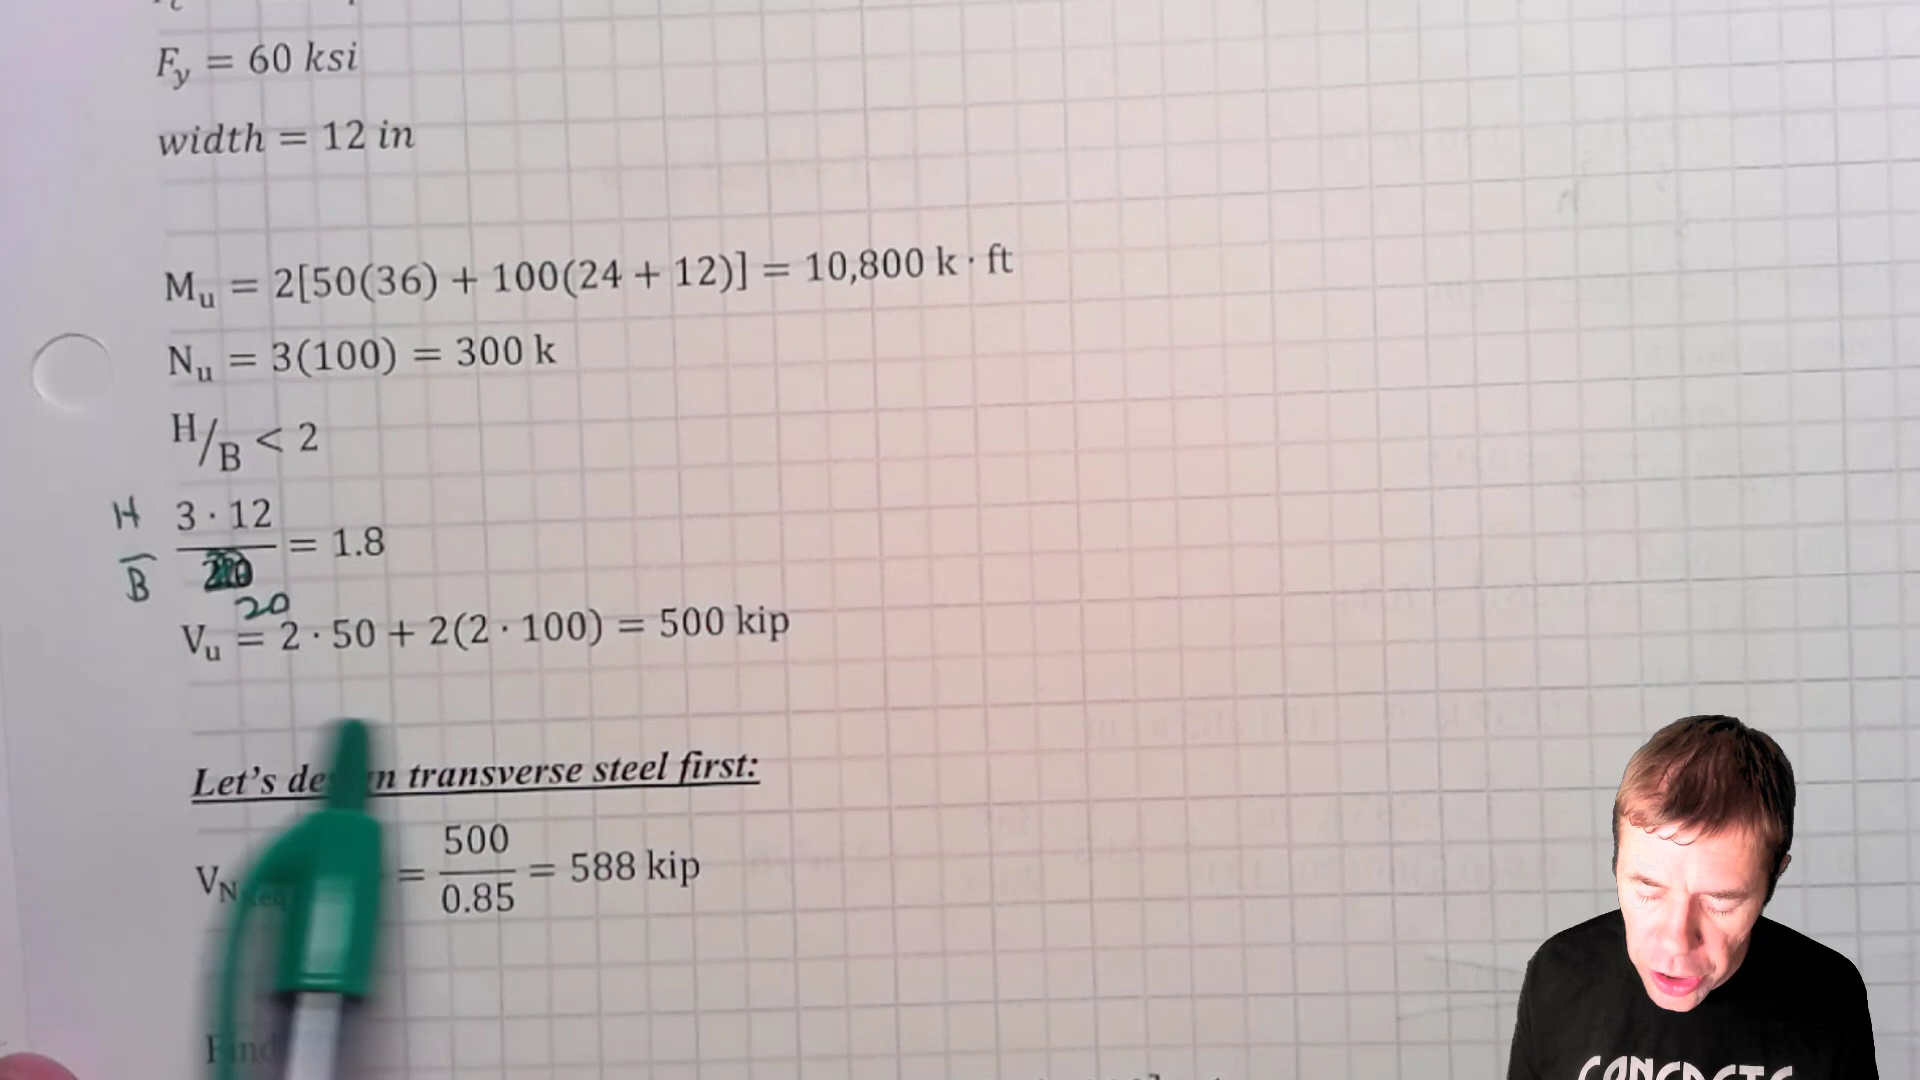 F_y = 60 ksi
width = 12 in
M_u = 2[50(36) + 100(24 + 12)] = 10,800 k · ft
N_u = 3(100) = 300 k
H/B < 2
H/B 3 · 12 / = 1.8
20
V_u = 2 · 50 + 2(2 · 100) = 500 kip
Let's transverse steel first:
= 500/0.85 = 588 kip
CONCRETE